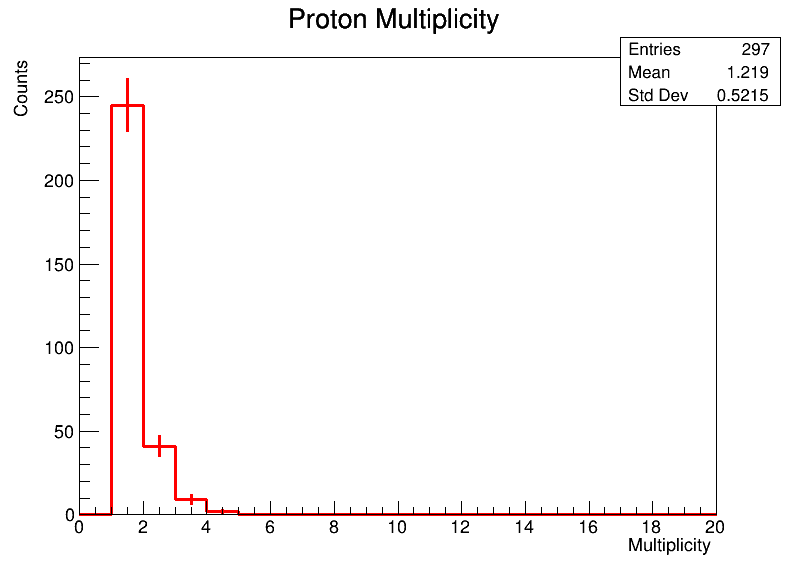 Proton Multiplicity
Entries 297
Mean 1.219
Std Dev 0.5215
Counts
250
200
150
100
50
0
0 2 4 6 8 10 12 14 16 18 20
Multiplicity